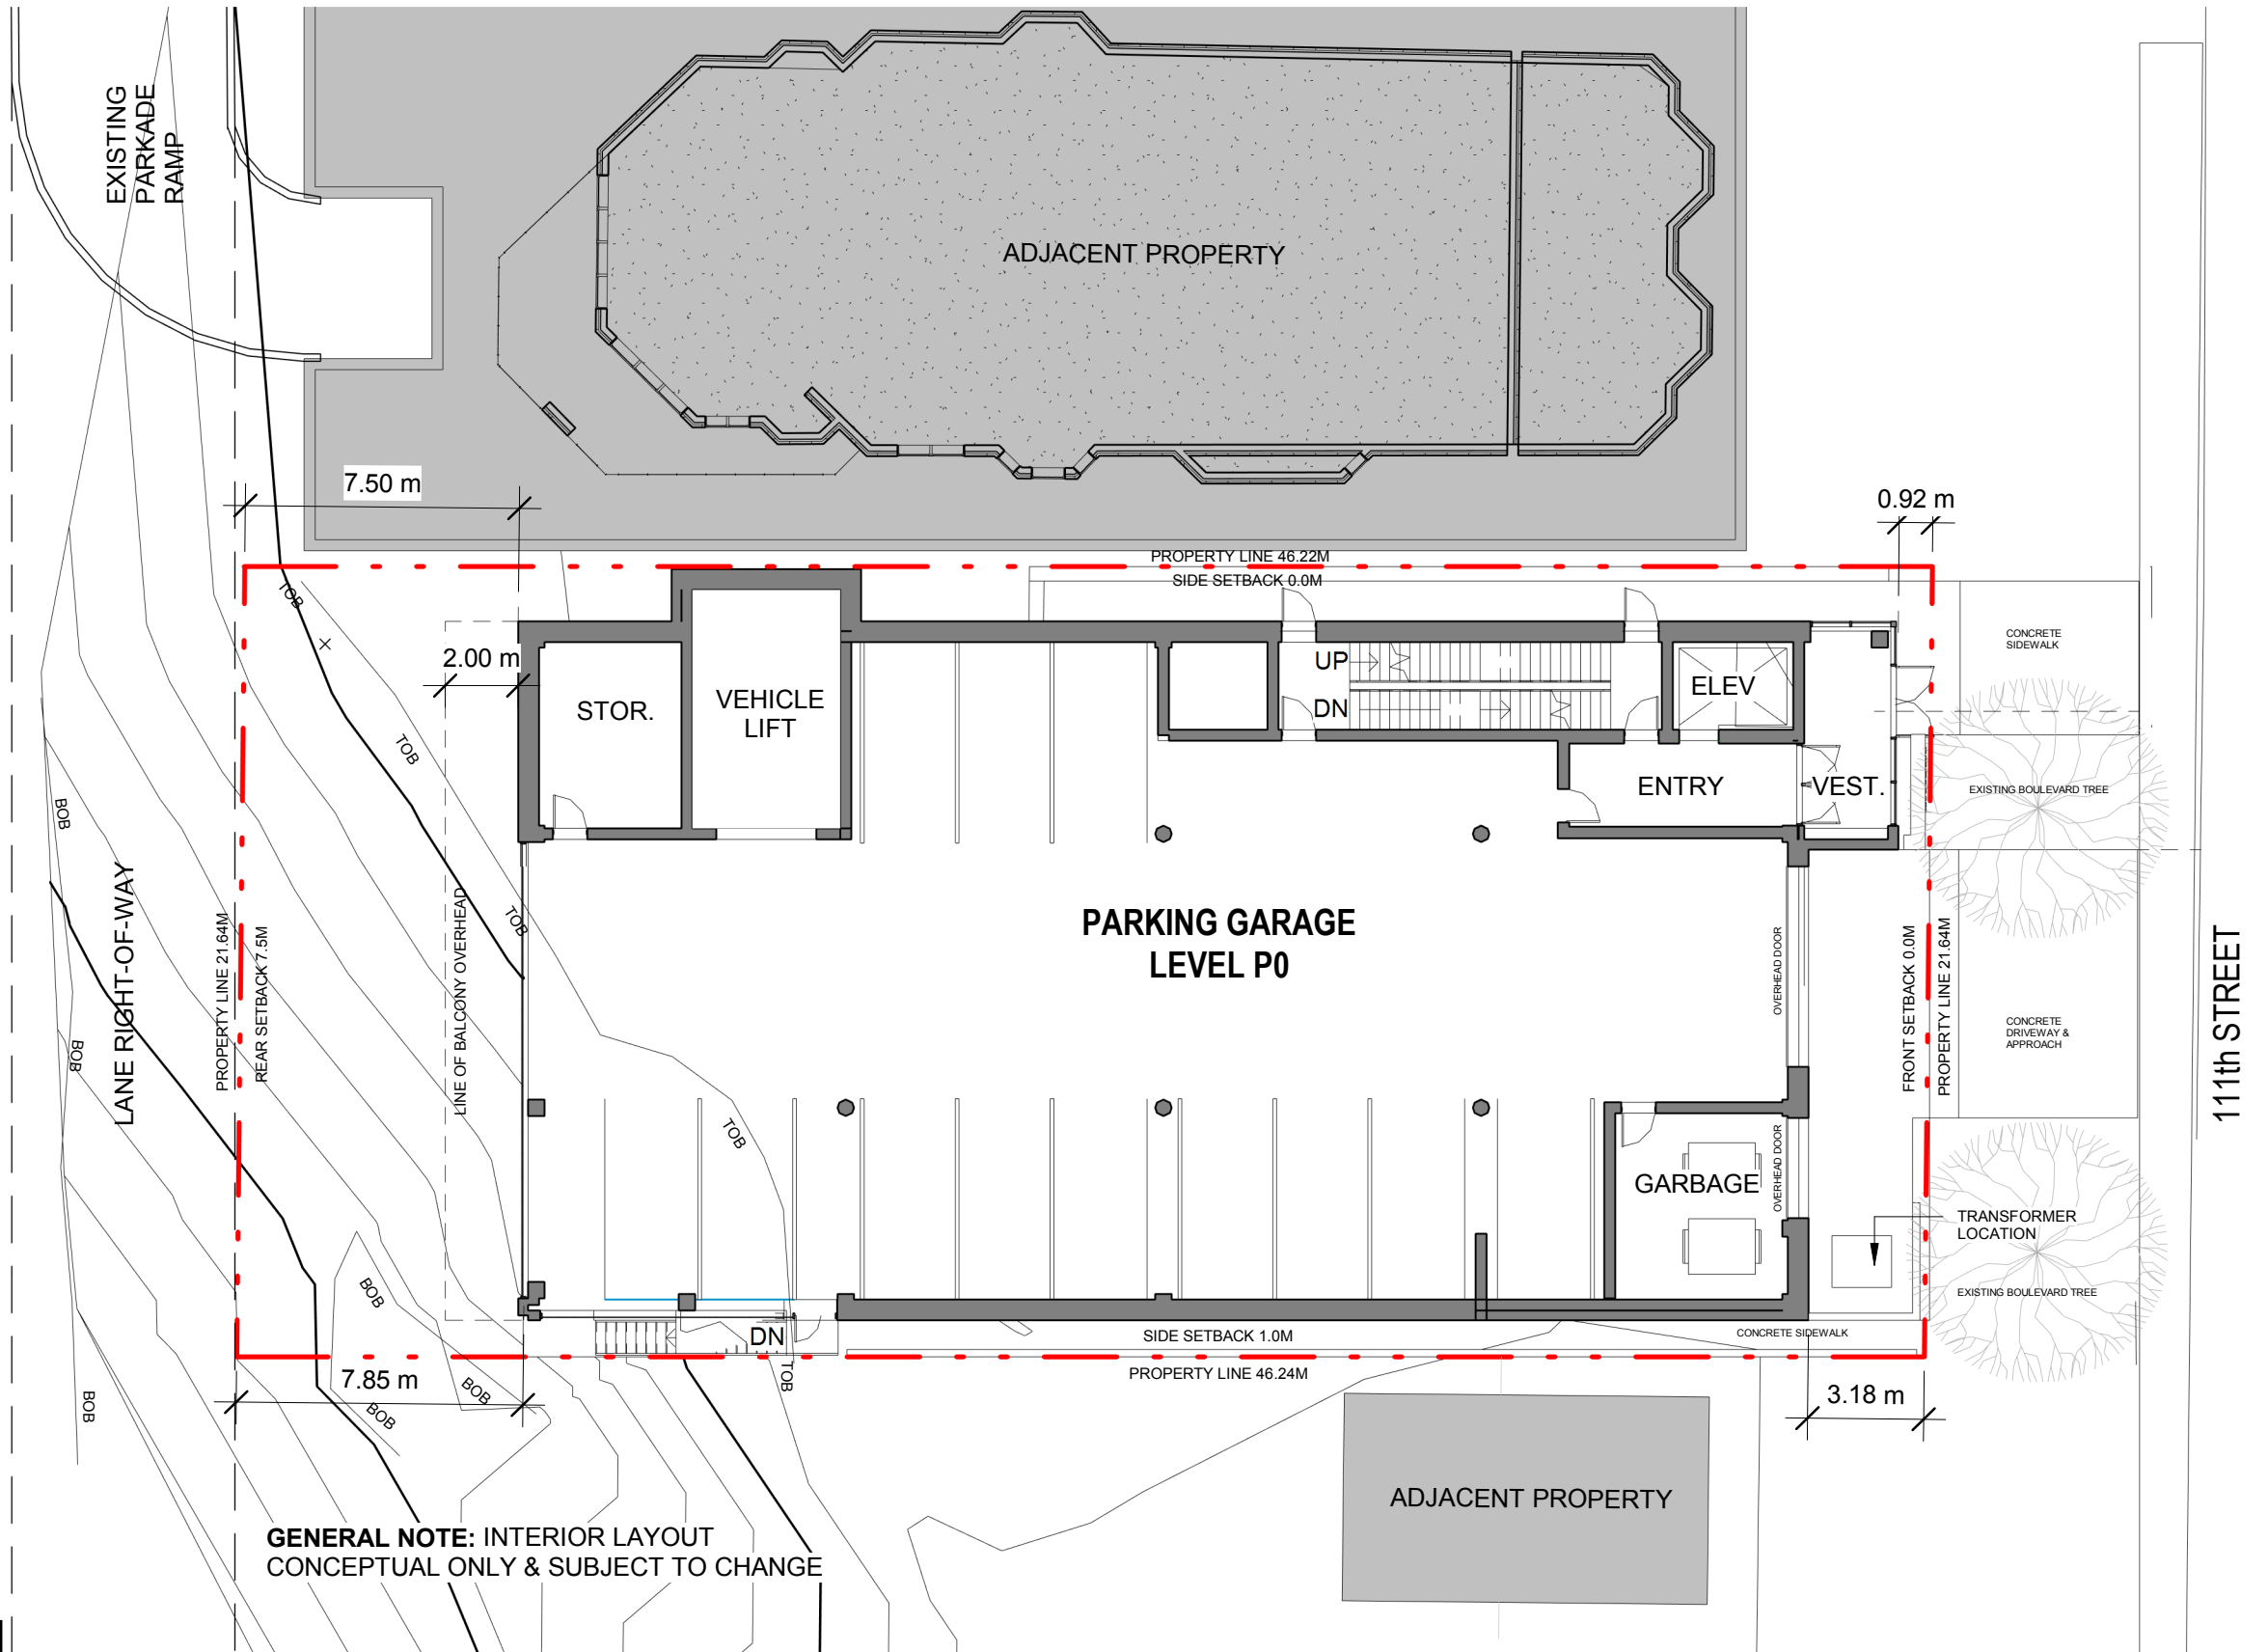 EXISTING
PARKADE
RAMP
ADJACENT PROPERTY
7.50 m
0.92 m
PROPERTY LINE 46.22M
SIDE SETBACK 0.0M
TOB
CONCRETE
SIDEWALK
2.00 m
UP
DN
STOR.
VEHICLE
LIFT
ELEV
TOB
ENTRY
VEST.
EXISTING BOULEVARD TREE
BOB
LANE RIGHT-OF-WAY
PROPERTY LINE 21.64M
REAR SETBACK 7.5M
LINE OF BALCONY OVERHEAD
TOB
PARKING GARAGE
LEVEL P0
OVERHEAD DOOR
FRONT SETBACK 0.0M
PROPERTY LINE 21.64M
CONCRETE
DRIVEWAY &
APPROACH
111th STREET
BOB
TOB
GARBAGE
OVERHEAD DOOR
TRANSFORMER
LOCATION
EXISTING BOULEVARD TREE
BOB
DN
SIDE SETBACK 1.0M
CONCRETE SIDEWALK
PROPERTY LINE 46.24M
TOB
7.85 m
BOB
BOB
BOB
3.18 m
ADJACENT PROPERTY
GENERAL NOTE: INTERIOR LAYOUT
CONCEPTUAL ONLY & SUBJECT TO CHANGE